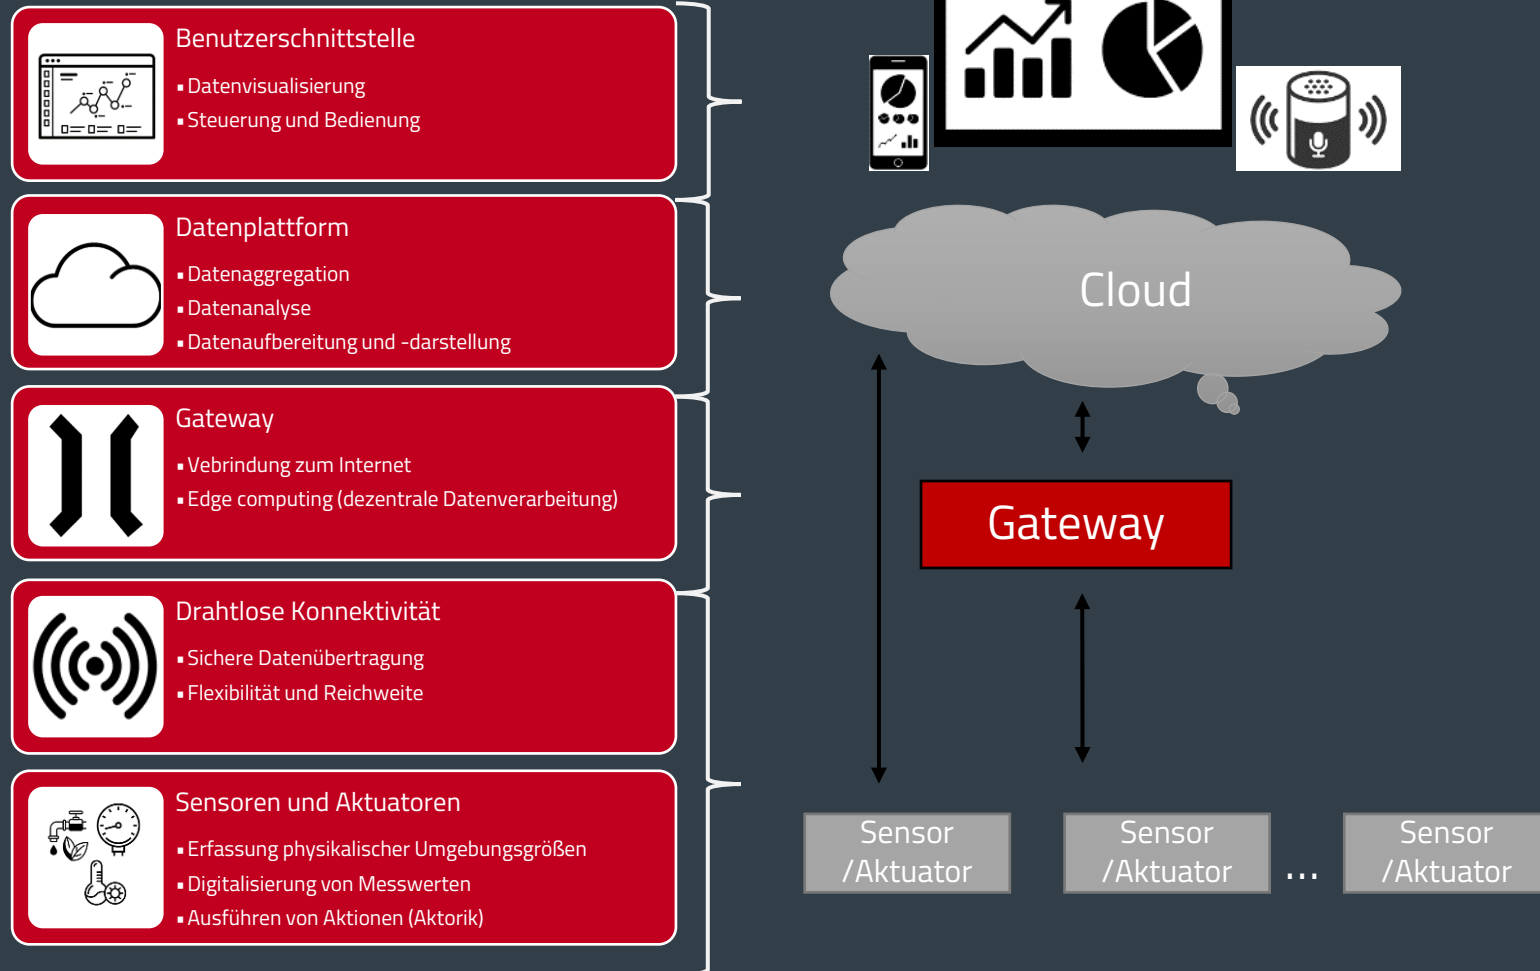 Benutzerschnittstelle
▪ Datenvisualisierung
▪ Steuerung und Bedienung
Datenplattform
▪ Datenaggregation
▪ Datenanalyse
▪ Datenaufbereitung und -darstellung
Gateway
▪ Vebrindung zum Internet
▪ Edge computing (dezentrale Datenverarbeitung)
Drahtlose Konnektivität
▪ Sichere Datenübertragung
▪ Flexibilität und Reichweite
Sensoren und Aktuatoren
▪ Erfassung physikalischer Umgebungsgrößen
▪ Digitalisierung von Messwerten
▪ Ausführen von Aktionen (Aktorik)
Cloud
Gateway
Sensor
/Aktuator
Sensor
/Aktuator
...
Sensor
/Aktuator